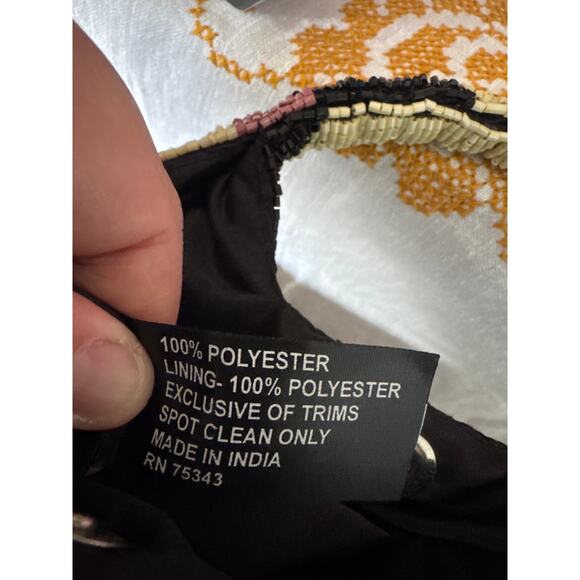 100% POLYESTER
LINING- 100% POLYESTER
EXCLUSIVE OF TRIMS
SPOT CLEAN ONLY
MADE IN INDIA
RN 75343